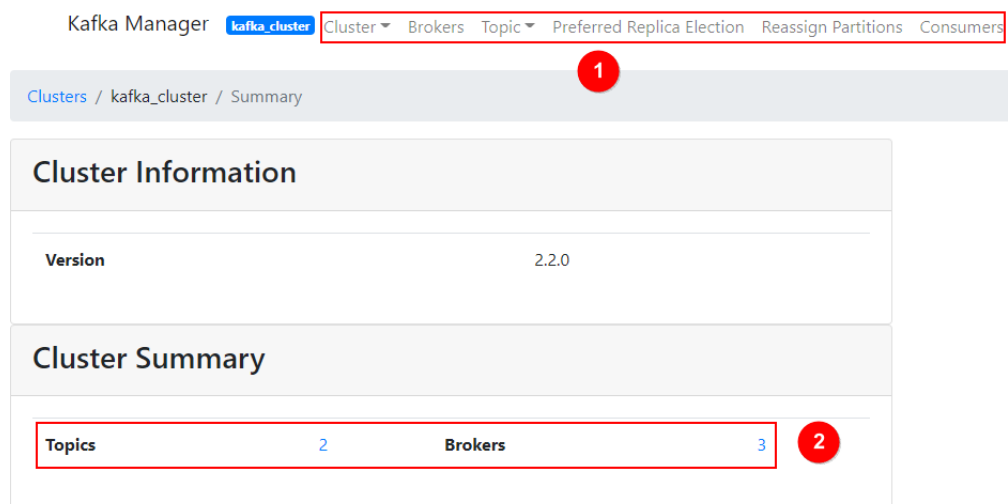 Kafka Manager kafka_cluster Cluster Brokers Topic Preferred Replica Election Reassign Partitions Consumers
1
Clusters / kafka_cluster / Summary
Cluster Information
Version 2.2.0
Cluster Summary
Topics 2 Brokers 3 2